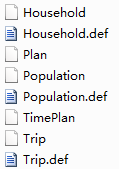 Household
Household.def
Plan
Population
Population.def
TimePlan
Trip
Trip.def